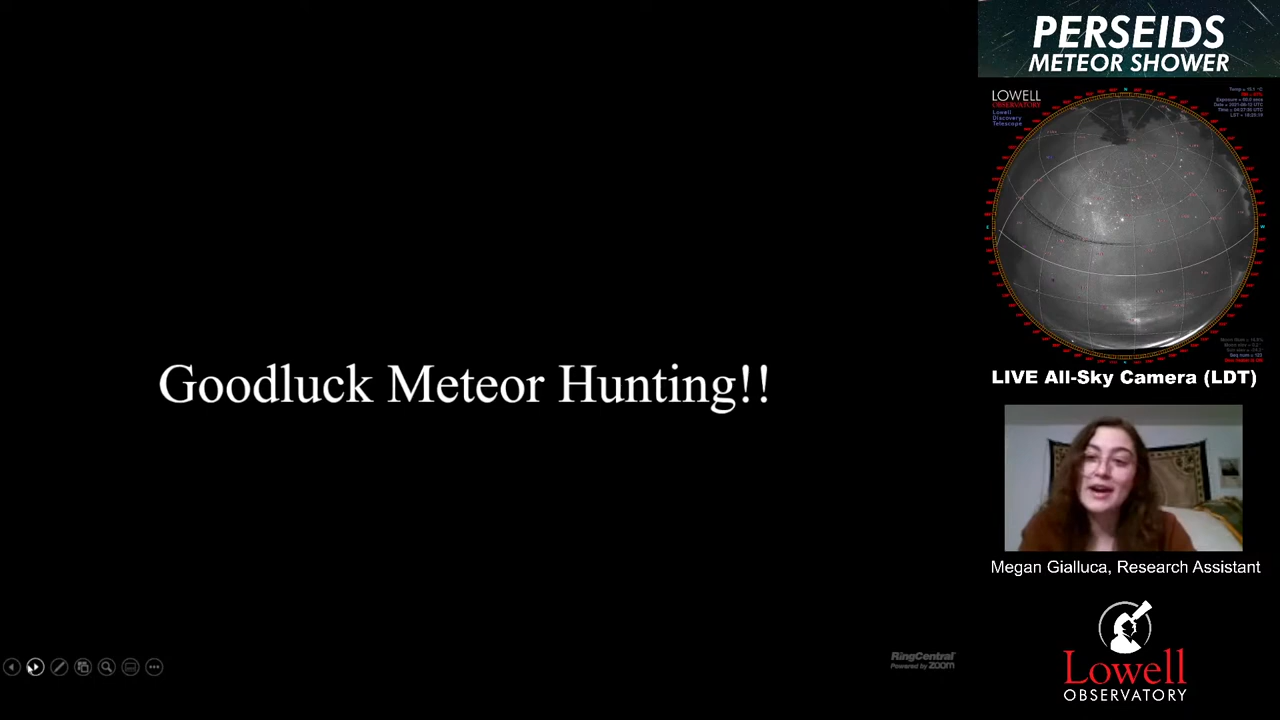 PERSEIDS
METEOR SHOWER
LOWELL
OBSERVATORY
Lowell
Discovery
Telescope
LIVE All-Sky Camera (LDT)
Goodluck Meteor Hunting!!
Megan Gialluca, Research Assistant
RingCentral
Powered by zoom
Lowell
OBSERVATORY